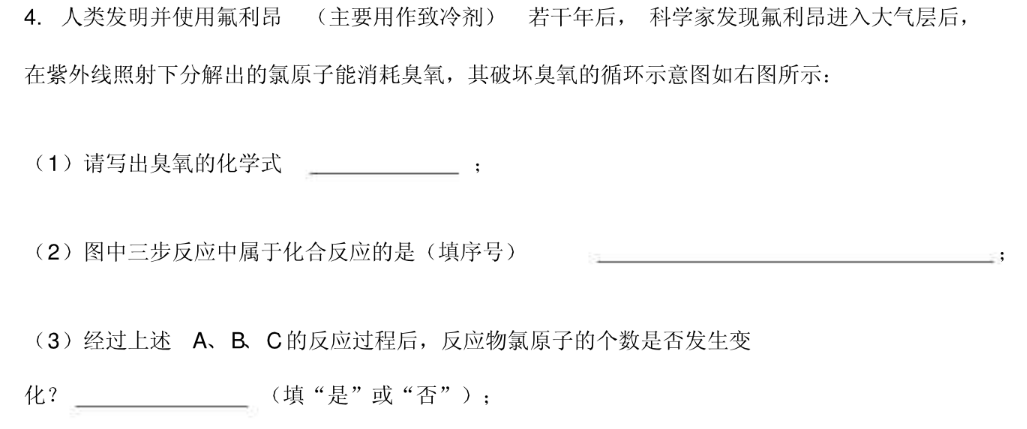 4. 人类发明并使用氟利昂 （主要用作致冷剂） 若干年后， 科学家发现氟利昂进入大气层后，
在紫外线照射下分解出的氯原子能消耗臭氧，其破坏臭氧的循环示意图如右图所示：
（1）请写出臭氧的化学式 __________ ；
（2）图中三步反应中属于化合反应的是（填序号） __________________________ ；
（3）经过上述 A、B、C的反应过程后，反应物氯原子的个数是否发生变
化？ ____________ （填“是”或“否”）；